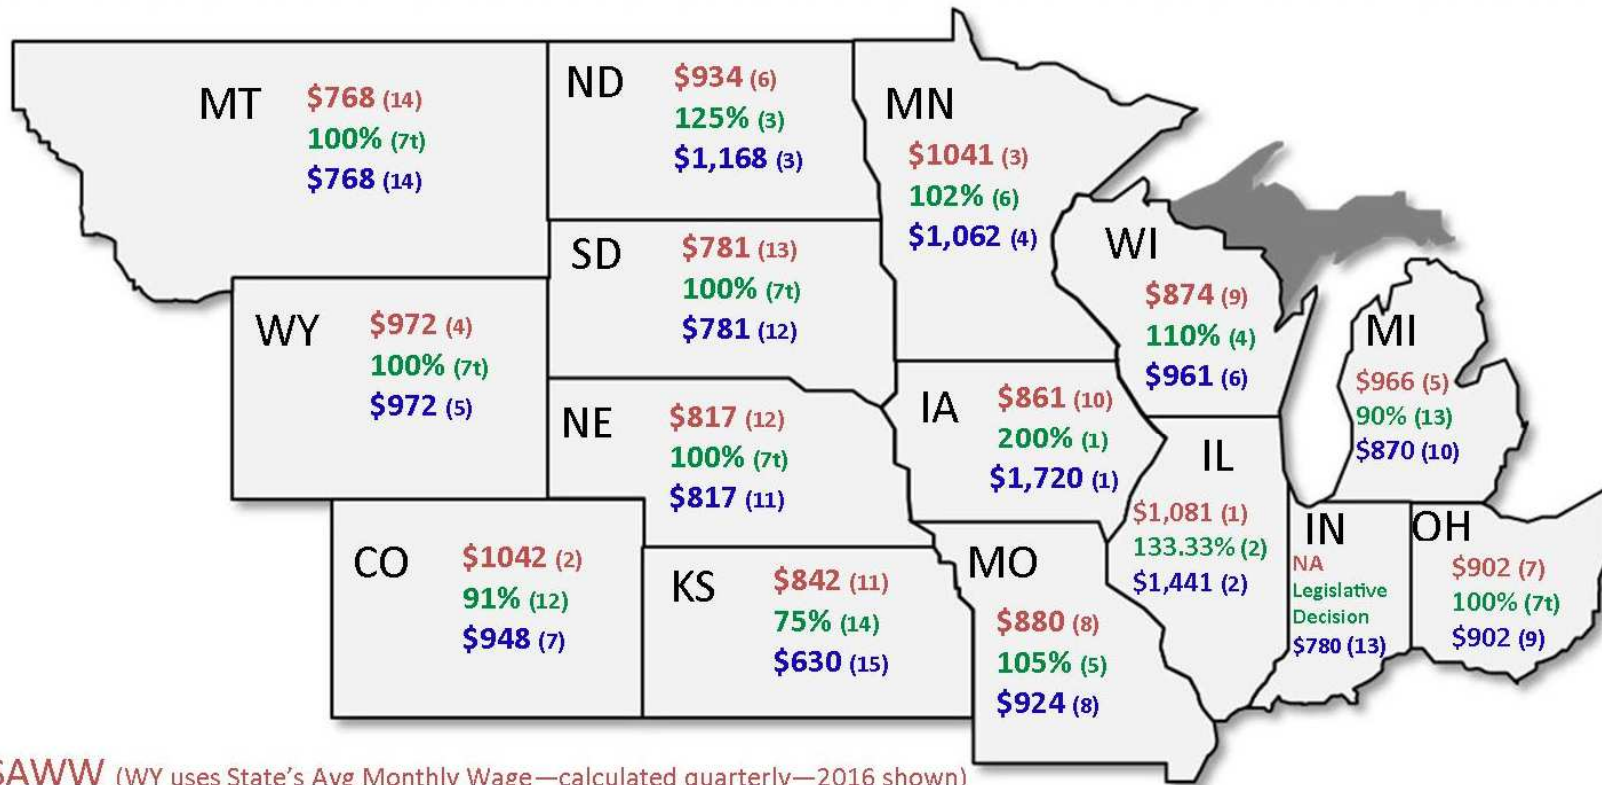 MT
$768 (14)
100% (7t)
$768 (14)
ND
$934 (6)
125% (3)
$1,168 (3)
MN
$1041 (3)
102% (6)
$1,062 (4)
SD
$781 (13)
100% (7t)
$781 (12)
WI
$874 (9)
110% (4)
$961 (6)
WY
$972 (4)
100% (7t)
$972 (5)
MI
$966 (5)
90% (13)
$870 (10)
NE
$817 (12)
100% (7t)
$817 (11)
IA
$861 (10)
200% (1)
$1,720 (1)
IL
$1,081 (1)
133.33% (2)
$1,441 (2)
IN
NA
Legislative
Decision
$780 (13)
OH
$902 (7)
100% (7t)
$902 (9)
CO
$1042 (2)
91% (12)
$948 (7)
KS
$842 (11)
75% (14)
$630 (15)
MO
$880 (8)
105% (5)
$924 (8)
SAWW (WY uses State's Avg Monthly Wage—calculated quarterly—2016 shown)